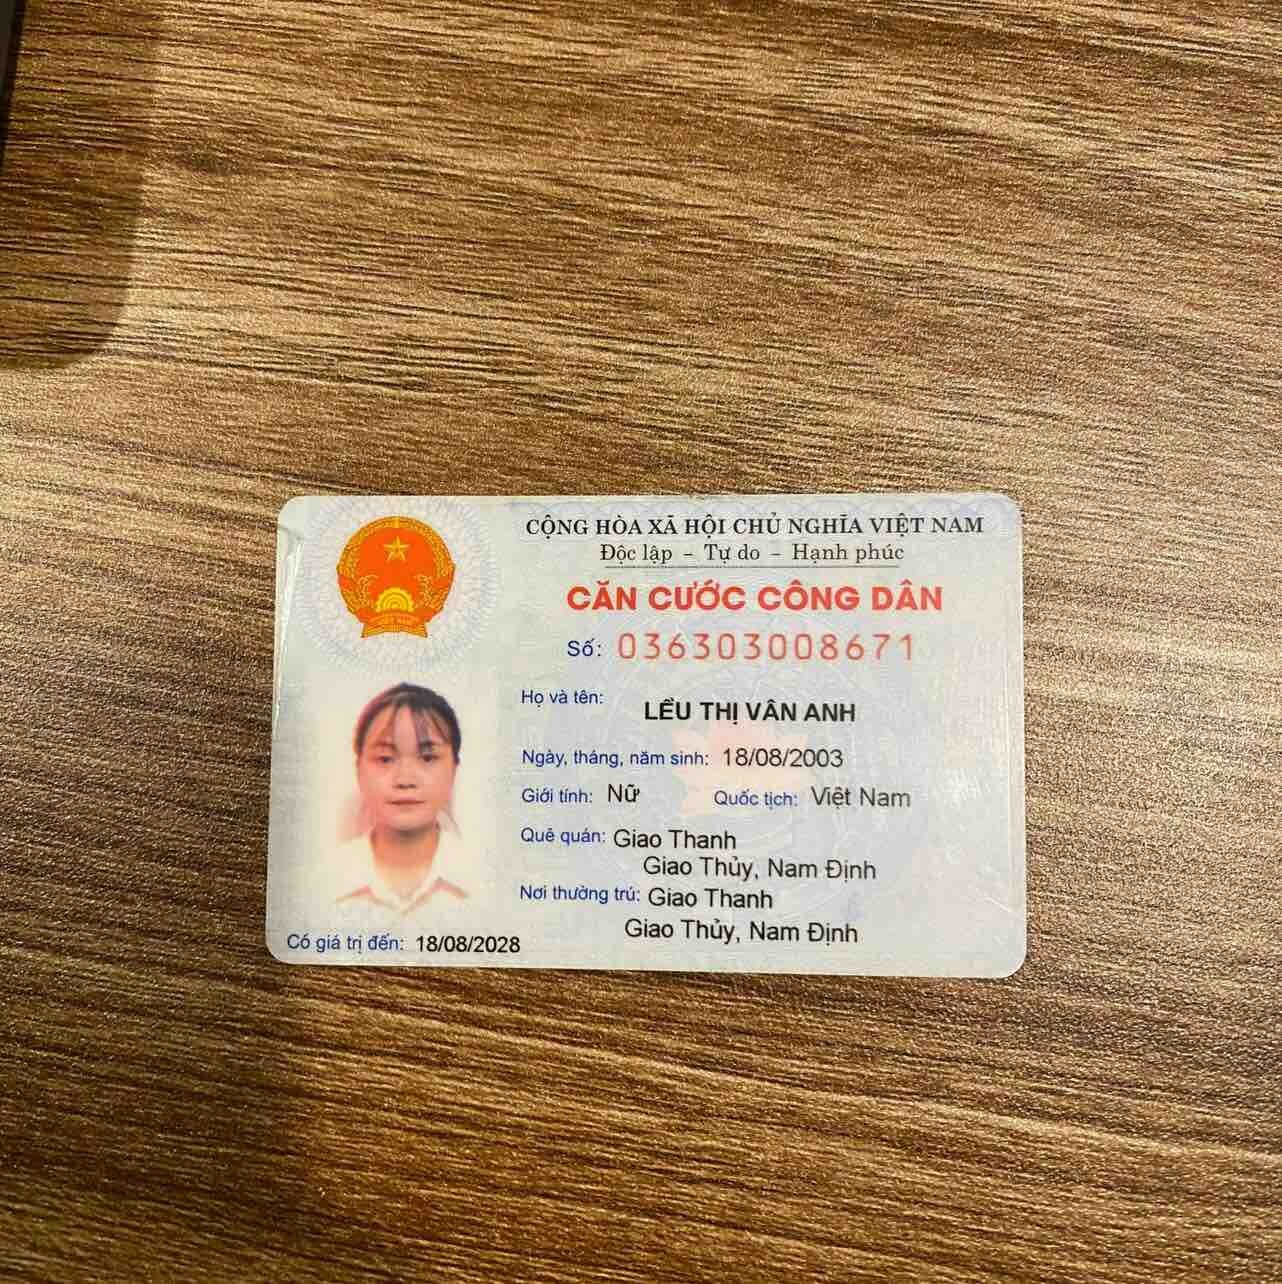 CỘNG HÒA XÃ HỘI CHỦ NGHĨA VIỆT NAM
Độc lập - Tự do - Hạnh phúc
CĂN CƯỚC CÔNG DÂN
Số: 036303008671
Họ và tên:
LỀU THỊ VÂN ANH
Ngày, tháng, năm sinh: 18/08/2003
Giới tính: Nữ Quốc tịch: Việt Nam
Quê quán: Giao Thanh
Giao Thủy, Nam Định
Nơi thường trú: Giao Thanh
Giao Thủy, Nam Định
Có giá trị đến: 18/08/2028
VIỆT NAM